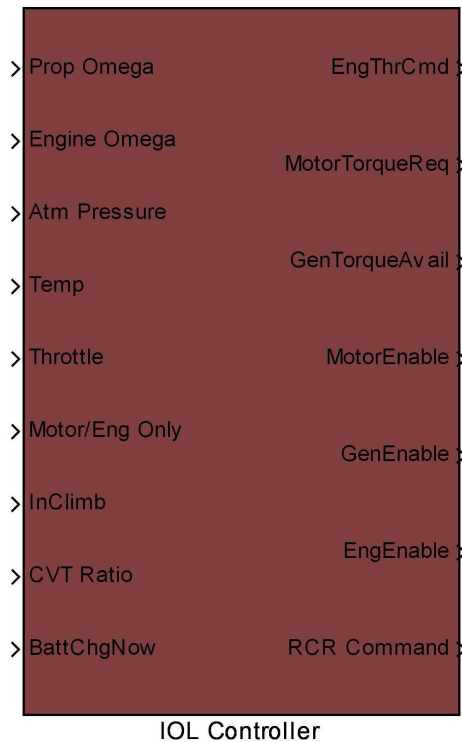 Prop Omega
EngThrCmd
Engine Omega
MotorTorqueReq
Atm Pressure
GenTorqueAvail
Temp
Throttle
MotorEnable
Motor/Eng Only
GenEnable
InClimb
EngEnable
CVT Ratio
BattChgNow
RCR Command
IOL Controller